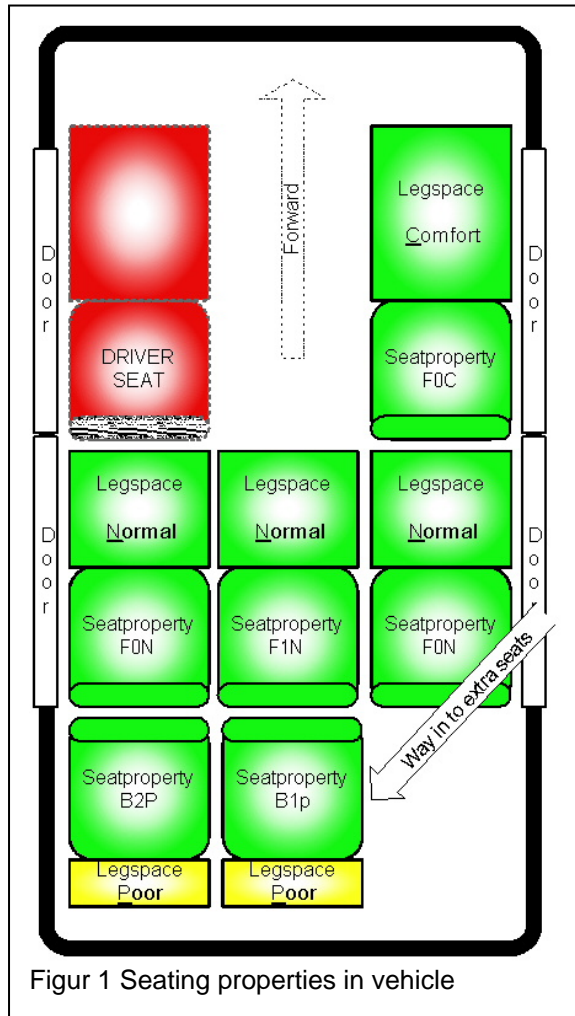 Forward
Legspace
Comfort
Door
Door
DRIVER
SEAT
Seatproperty
F0C
Legspace
Normal
Legspace
Normal
Legspace
Normal
Door
Door
Seatproperty
F0N
Seatproperty
F1N
Seatproperty
F0N
Way in to extra seats
Seatproperty
B2P
Seatproperty
B1p
Legspace
Poor
Legspace
Poor
Figur 1 Seating properties in vehicle